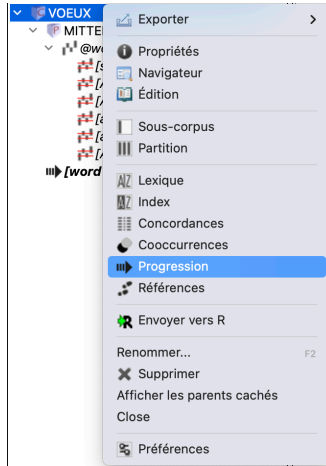 VOEUX
Exporter
MITTE
Propriétés
@w
Navigateur
[s
Édition
[/
[/
Sous-corpus
[a
Partition
[a
[/
[word
Lexique
Index
Concordances
Cooccurrences
Progression
Références
Envoyer vers R
Renommer... F2
Supprimer
Afficher les parents cachés
Close
Préférences